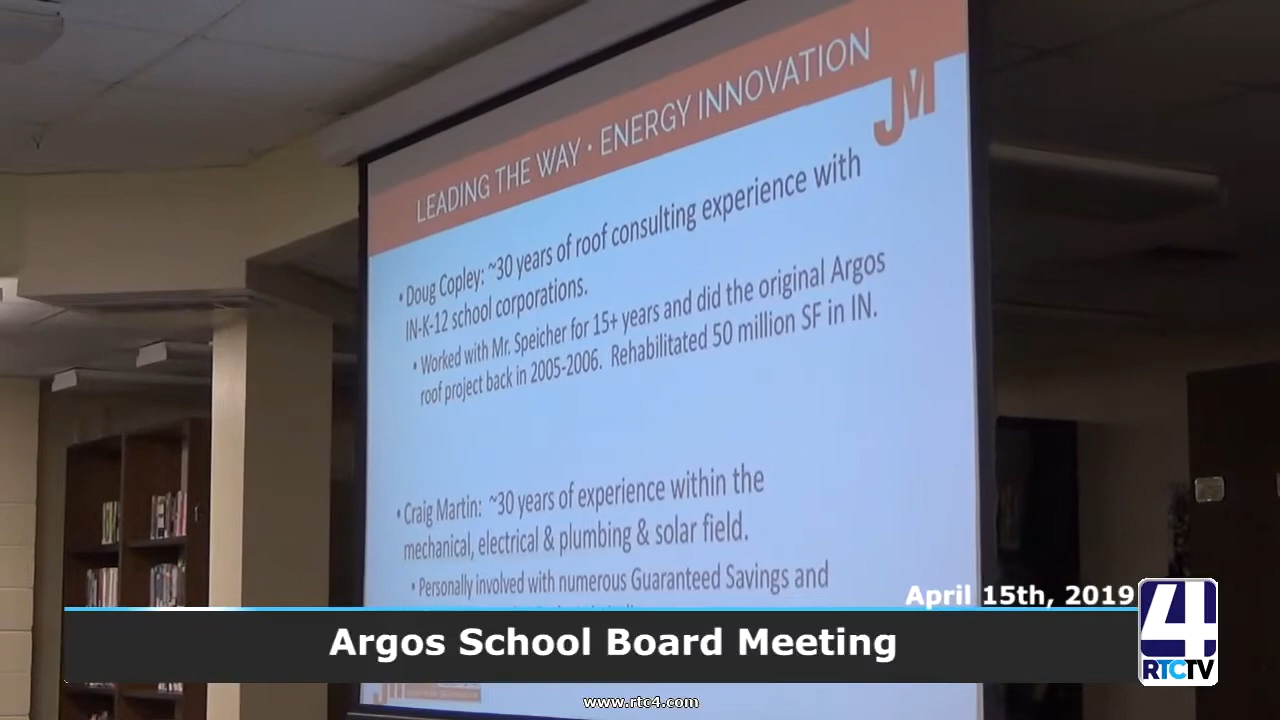 LEADING THE WAY • ENERGY INNOVATION
JM
• Doug Copley: ~30 years of roof consulting experience with
IN-K-12 school corporations.
• Worked with Mr. Speicher for 15+ years and did the original Argos
roof project back in 2005-2006. Rehabilitated 50 million SF in IN.
• Craig Martin: ~30 years of experience within the
mechanical, electrical & plumbing & solar field.
• Personally involved with numerous Guaranteed Savings and
April 15th, 2019
Argos School Board Meeting
4
RTCTV
www.rtc4.com